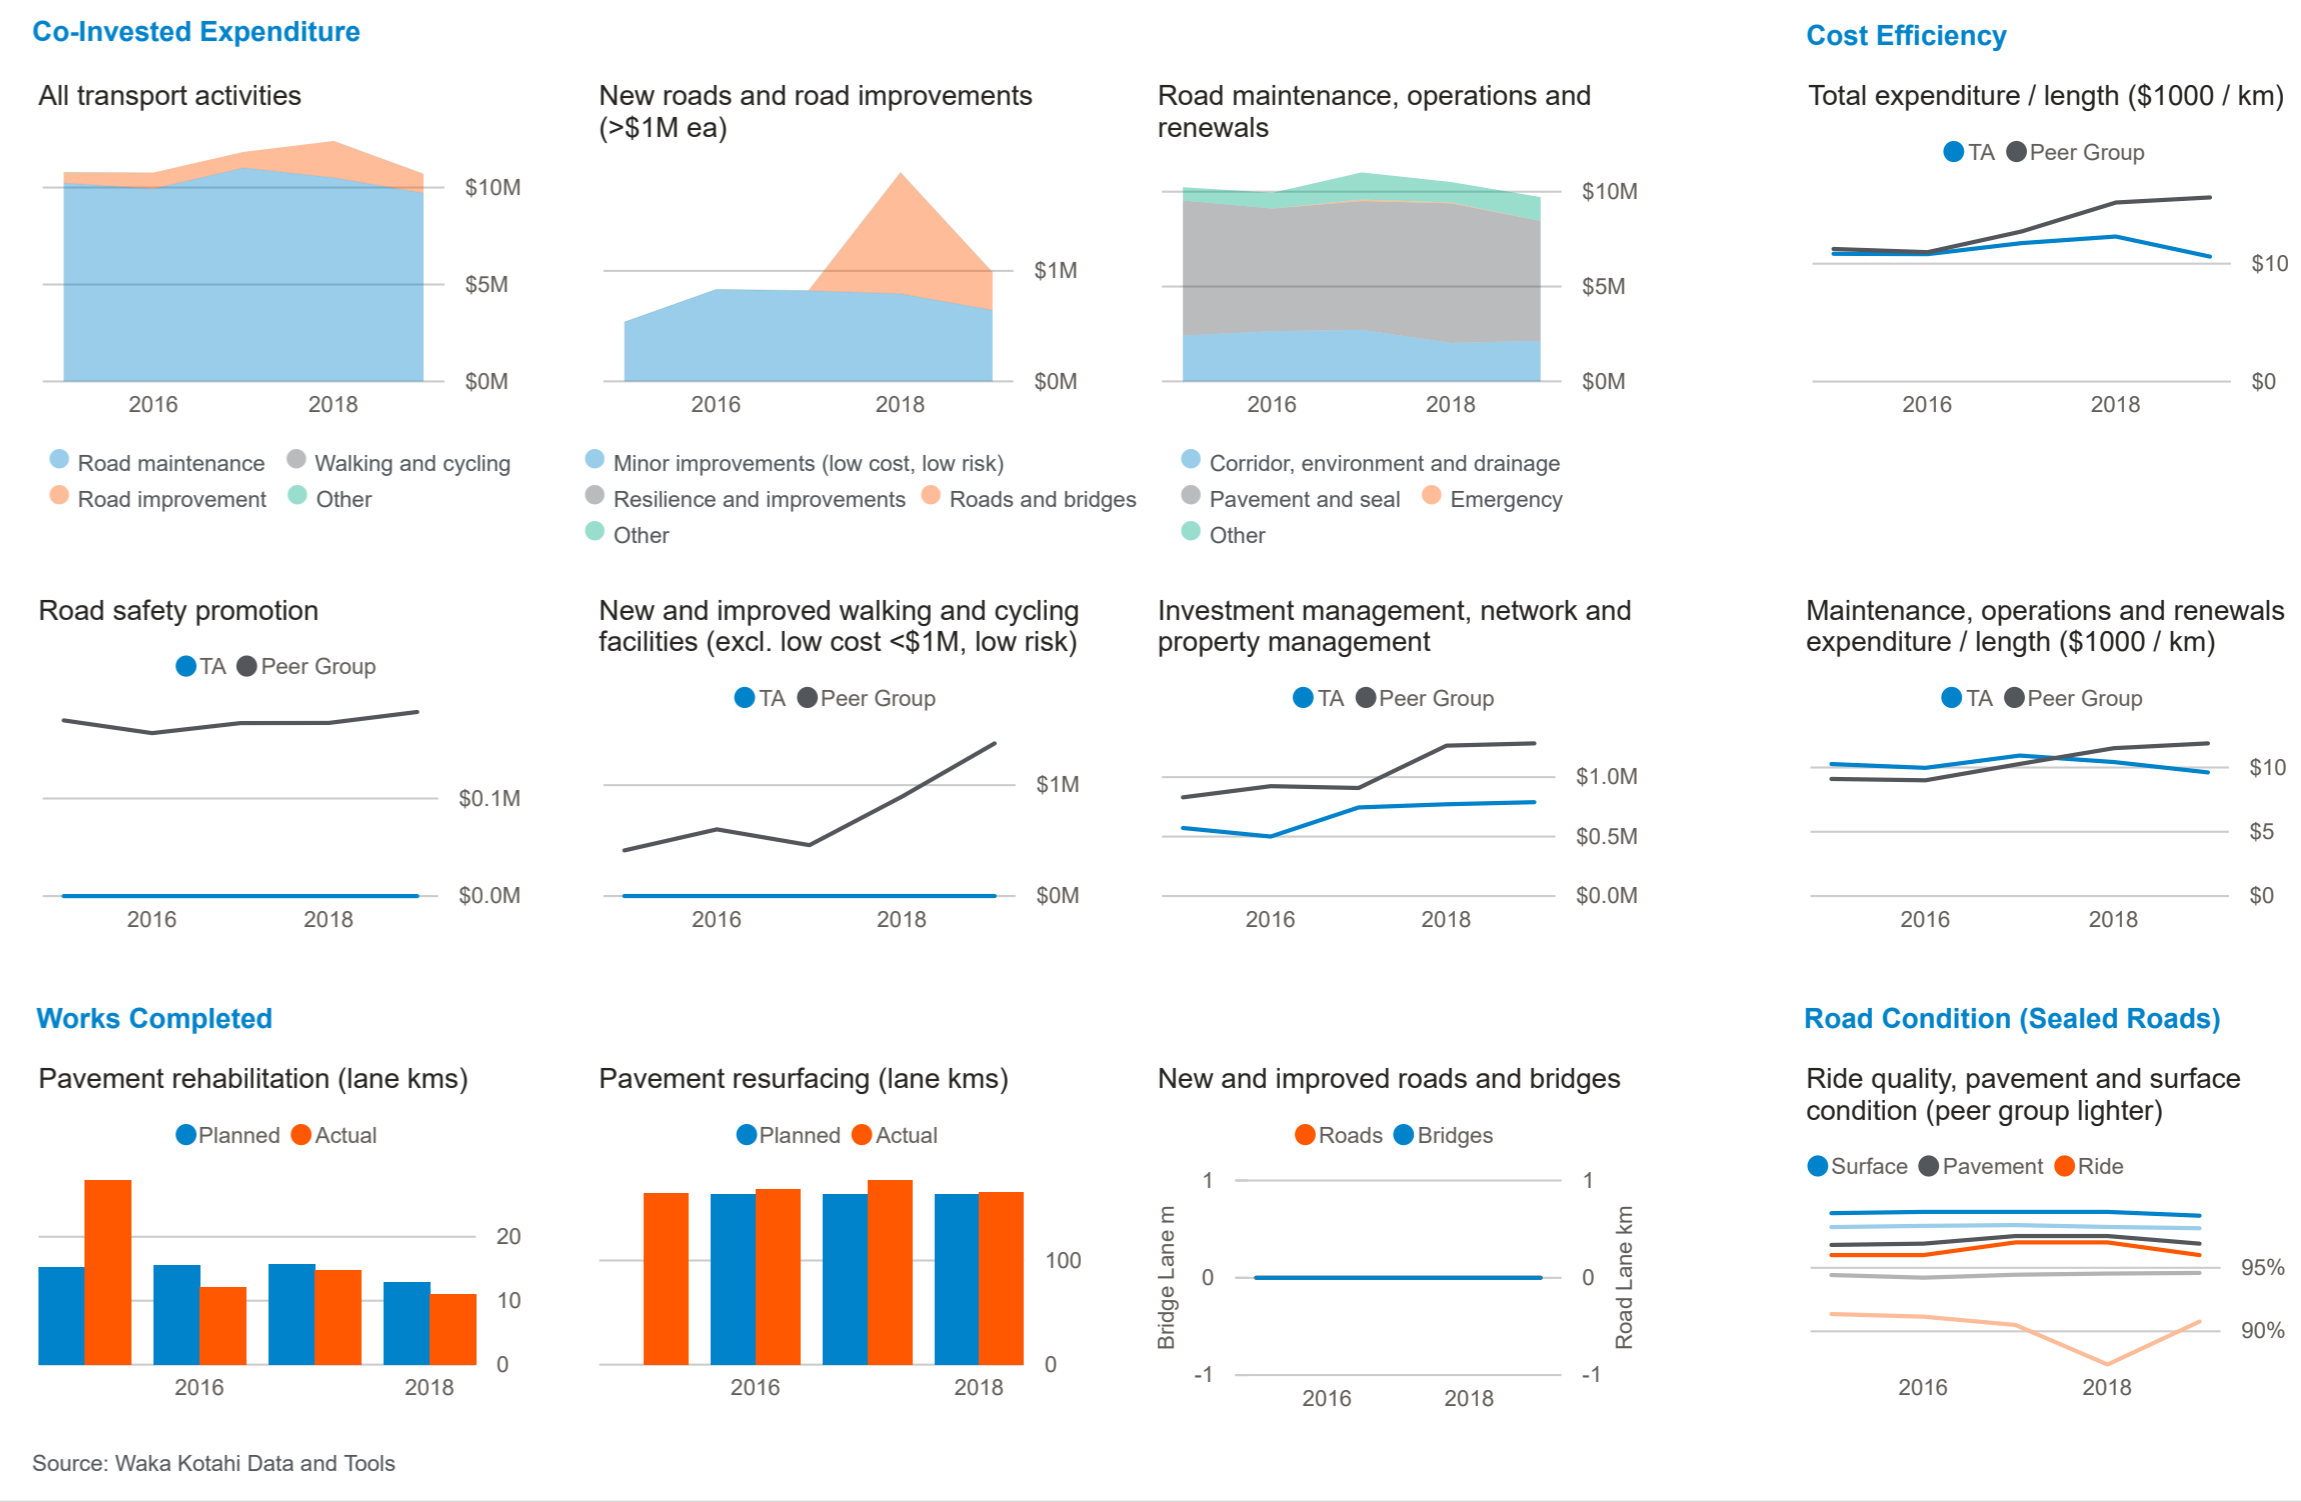 Co-Invested Expenditure
Cost Efficiency
All transport activities
$10M
$5M
$0M
2016 2018
Road maintenance Walking and cycling
Road improvement Other
New roads and road improvements
(>$1M ea)
$1M
$0M
2016 2018
Minor improvements (low cost, low risk)
Resilience and improvements Roads and bridges
Other
Road maintenance, operations and
renewals
$10M
$5M
$0M
2016 2018
Corridor, environment and drainage
Pavement and seal Emergency
Other
Total expenditure / length ($1000 / km)
TA Peer Group
$10
$0
2016 2018
Road safety promotion
TA Peer Group
$0.1M
$0.0M
2016 2018
New and improved walking and cycling
facilities (excl. low cost <$1M, low risk)
TA Peer Group
$1M
$0M
2016 2018
Investment management, network and
property management
TA Peer Group
$1.0M
$0.5M
$0.0M
2016 2018
Maintenance, operations and renewals
expenditure / length ($1000 / km)
TA Peer Group
$10
$5
$0
2016 2018
Works Completed
Road Condition (Sealed Roads)
Pavement rehabilitation (lane kms)
Planned Actual
20
10
0
2016 2018
Pavement resurfacing (lane kms)
Planned Actual
100
0
2016 2018
New and improved roads and bridges
Roads Bridges
Bridge Lane m
1 1
0 0
-1 -1
Road Lane km
2016 2018
Ride quality, pavement and surface
condition (peer group lighter)
Surface Pavement Ride
95%
90%
2016 2018
Source: Waka Kotahi Data and Tools